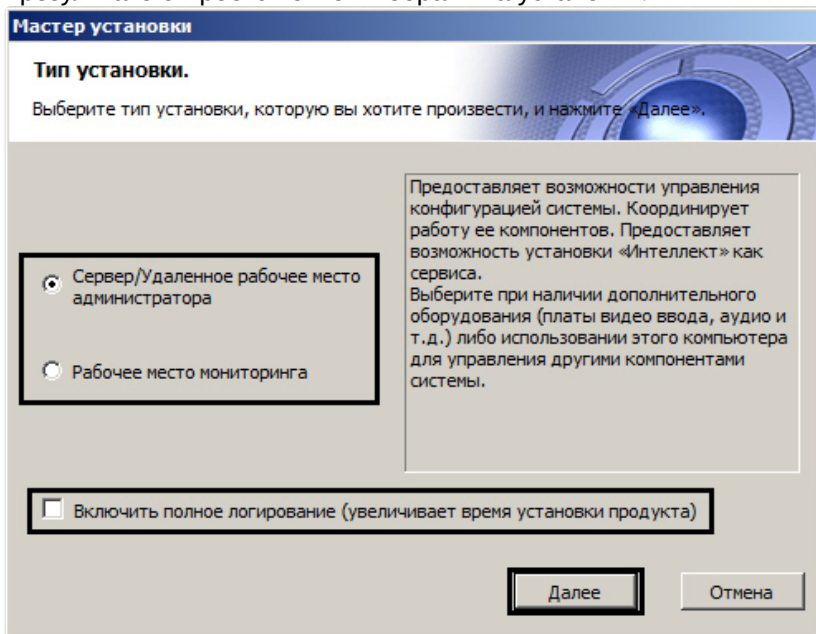 Мастер установки
Тип установки.
Выберите тип установки, которую вы хотите произвести, и нажмите «Далее».
Сервер/Удаленное рабочее место
администратора
Рабочее место мониторинга
Предоставляет возможности управления
конфигурацией системы. Координирует
работу ее компонентов. Предоставляет
возможность установки «Интеллект» как
сервиса.
Выберите при наличии дополнительного
оборудования (платы видео ввода, аудио и
т.д.) либо использовании этого компьютера
для управления другими компонентами
системы.
Включить полное логирование (увеличивает время установки продукта)
Далее
Отмена